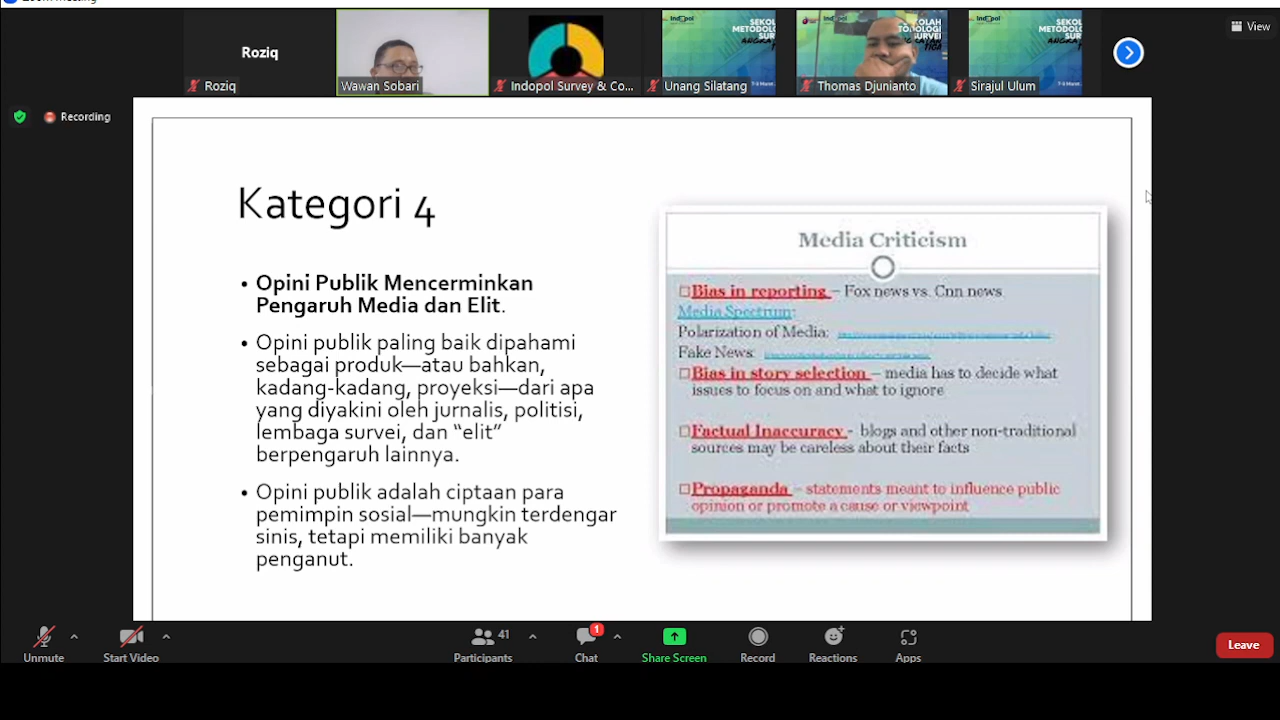 Roziq
View
Roziq
Wawan Sobari
Indopol Survey & Co...
Unang Silatang
Thomas Djunianto
Sirajul Ulum
Recording
Kategori 4
• Opini Publik Mencerminkan
Pengaruh Media dan Elit.
• Opini publik paling baik dipahami
sebagai produk—atau bahkan,
kadang-kadang, proyeksi—dari apa
yang diyakini oleh jurnalis, politisi,
lembaga survei, dan “elit”
berpengaruh lainnya.
• Opini publik adalah ciptaan para
pemimpin sosial—mungkin terdengar
sinis, tetapi memiliki banyak
penganut.
Media Criticism
Bias in reporting – Fox news vs. Cnn news
Media Spectrum:
Polarization of Media:
Fake News:
Bias in story selection – media has to decide what
issues to focus on and what to ignore
Factual Inaccuracy - blogs and other non-traditional
sources may be careless about their facts
Propaganda – statements meant to influence public
opinion or promote a cause or viewpoint
Unmute
Start Video
41
Participants
1
Chat
Share Screen
Record
Reactions
Apps
Leave